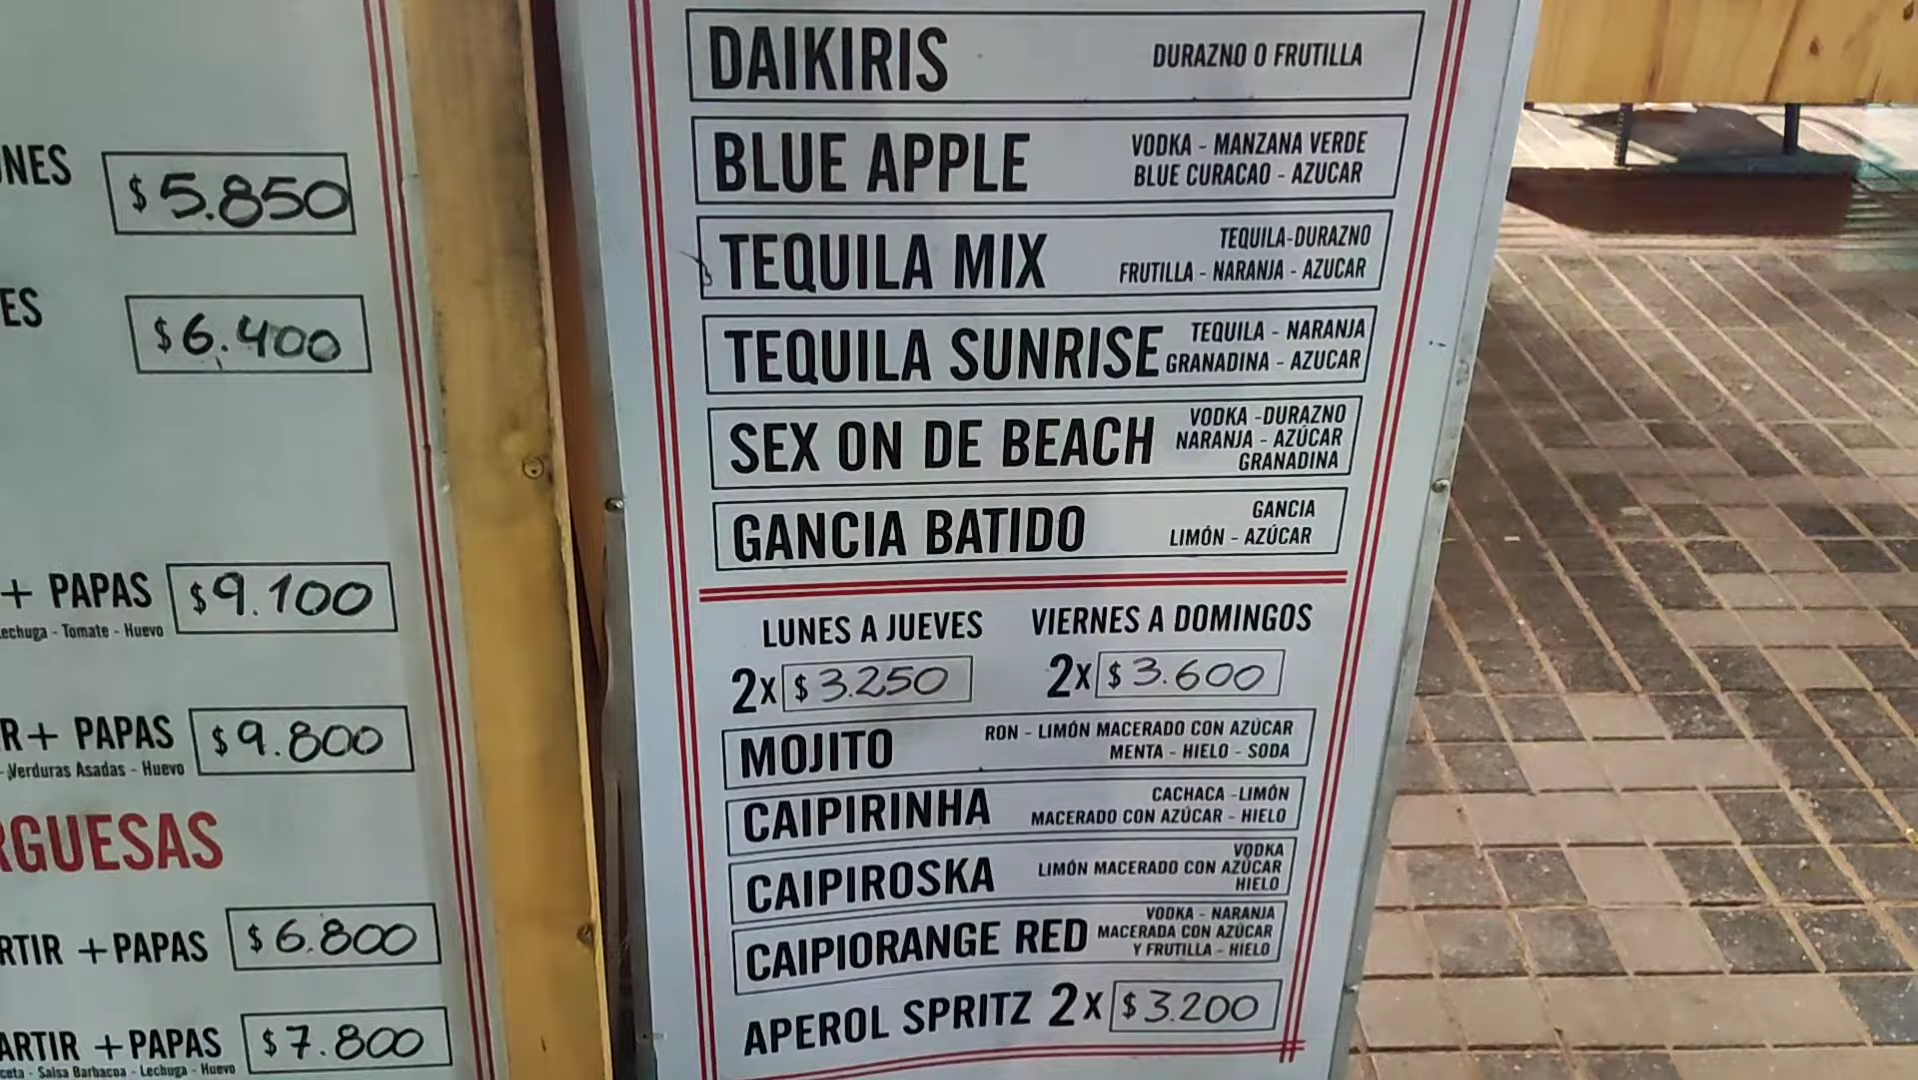 NES
$5.850
ES
$6.400
+ PAPAS $9.100
Lechuga - Tomate - Huevo
R+ PAPAS $9.800
- Verduras Asadas - Huevo
RGUESAS
RTIR + PAPAS $6.800
ARTIR + PAPAS $7.800
ceta - Salsa Barbacoa - Lechuga - Huevo
DAIKIRIS
DURAZNO O FRUTILLA
BLUE APPLE
VODKA - MANZANA VERDE
BLUE CURACAO - AZUCAR
TEQUILA MIX
TEQUILA-DURAZNO
FRUTILLA - NARANJA - AZUCAR
TEQUILA SUNRISE
TEQUILA - NARANJA
GRANADINA - AZUCAR
SEX ON DE BEACH
VODKA -DURAZNO
NARANJA - AZÚCAR
GRANADINA
GANCIA BATIDO
GANCIA
LIMÓN - AZÚCAR
LUNES A JUEVES
2x $3.250
VIERNES A DOMINGOS
2x $3.600
MOJITO
RON - LIMÓN MACERADO CON AZÚCAR
MENTA - HIELO - SODA
CAIPIRINHA
CACHACA -LIMÓN
MACERADO CON AZÚCAR - HIELO
CAIPIROSKA
VODKA
LIMÓN MACERADO CON AZÚCAR
HIELO
CAIPIORANGE RED
VODKA - NARANJA
MACERADA CON AZÚCAR
Y FRUTILLA - HIELO
APEROL SPRITZ 2x $3.200